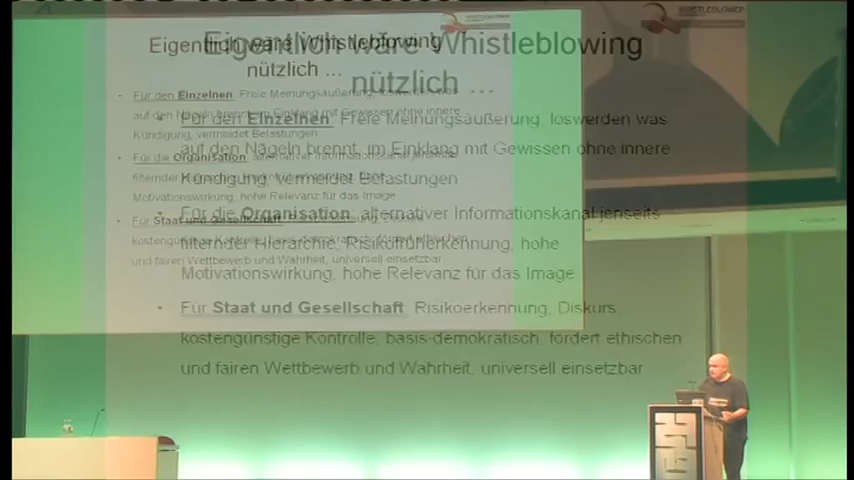 WHISTLEBLOWER
Eigentlich wäre Whistleblowing
nützlich ...
Für den Einzelnen: Freie Meinungsäußerung, loswerden was
auf den Nägeln brennt, im Einklang mit Gewissen ohne innere
Kündigung, vermeidet Belastungen
Für die Organisation: alternativer Informationskanal jenseits
filternder Hierarchie, Risikofrüherkennung, hohe
Motivationswirkung, hohe Relevanz für das Image
Für Staat und Gesellschaft: Risikoerkennung, Diskurs,
kostengünstige Kontrolle, basis-demokratisch, fördert ethischen
und fairen Wettbewerb und Wahrheit, universell einsetzbar